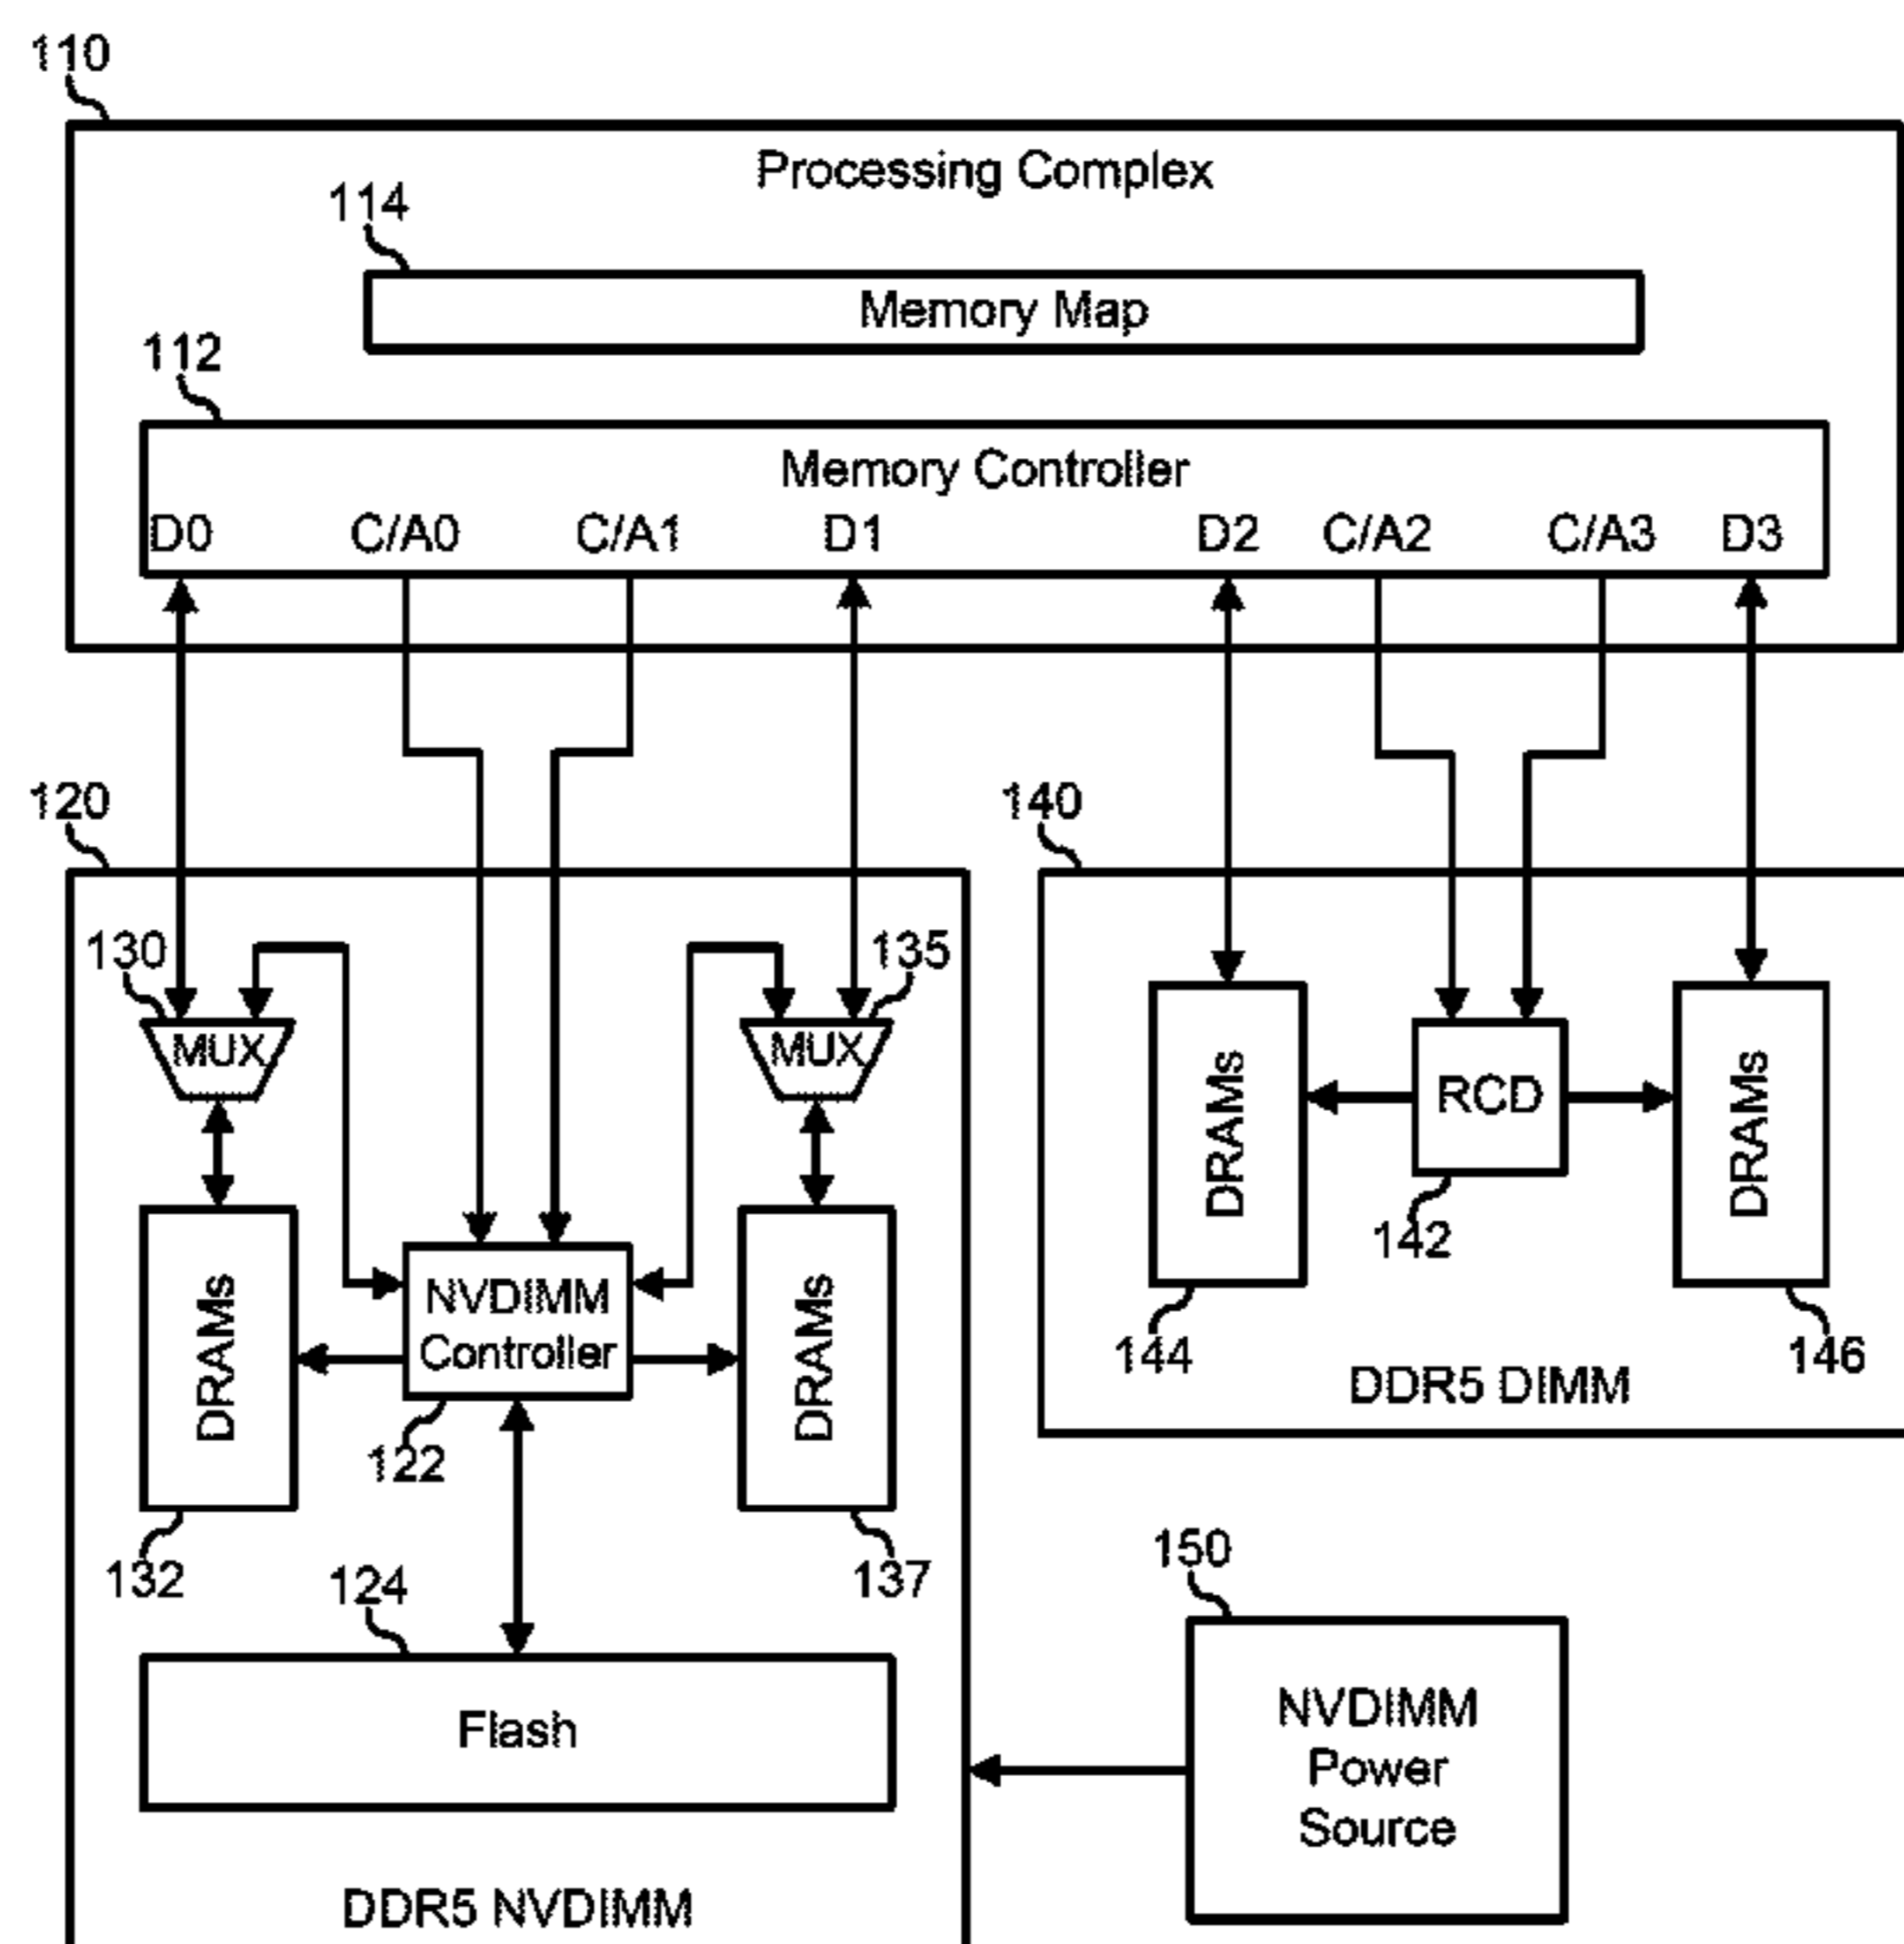 110
Processing Complex
114
Memory Map
112
Memory Controller
D0 C/A0 C/A1 D1 D2 C/A2 C/A3 D3
120
140
130
135
MUX
MUX
DRAMs
RCD
DRAMs
142
DRAMs
NVDIMM
Controller
DRAMs
144
146
DDR5 DIMM
122
132
137
124
150
Flash
NVDIMM
Power
Source
DDR5 NVDIMM